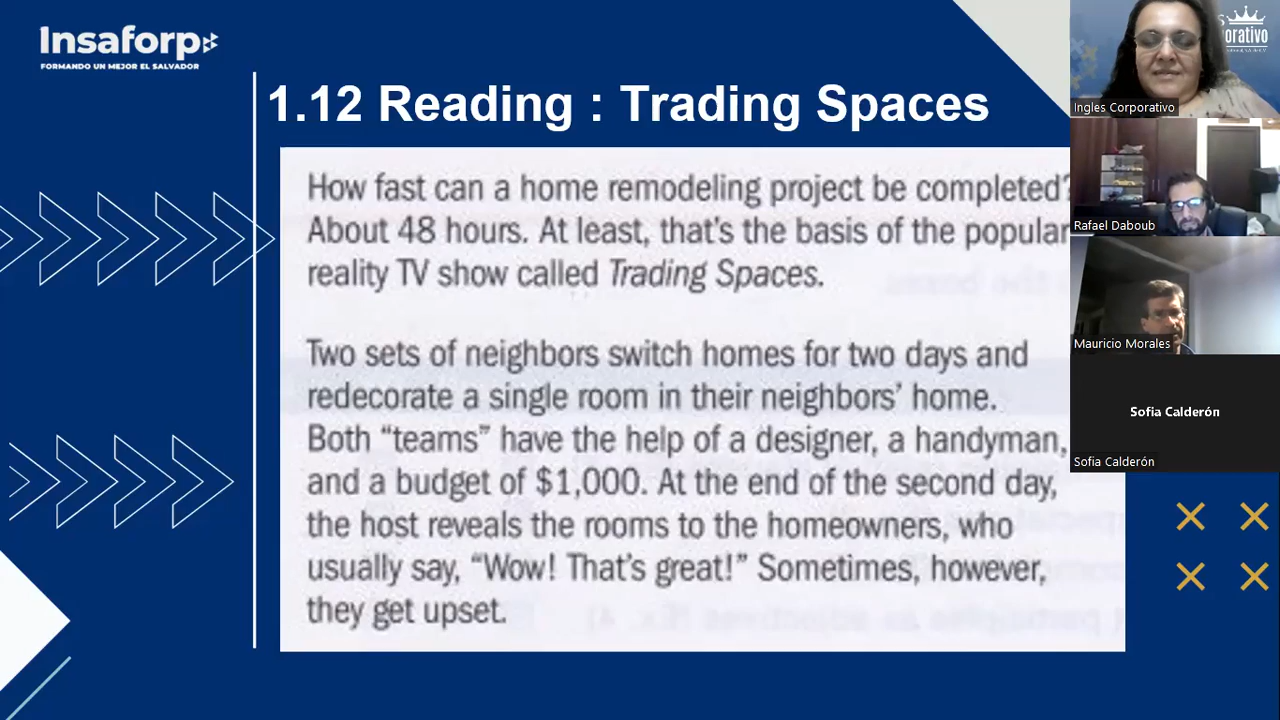 Insaforp
FORMANDO UN MEJOR EL SALVADOR
1.12 Reading : Trading Spaces
How fast can a home remodeling project be completed?
About 48 hours. At least, that's the basis of the popular
reality TV show called Trading Spaces.
Two sets of neighbors switch homes for two days and
redecorate a single room in their neighbors' home.
Both “teams” have the help of a designer, a handyman,
and a budget of $1,000. At the end of the second day,
the host reveals the rooms to the homeowners, who
usually say, “Wow! That's great!” Sometimes, however,
they get upset.
orativo
Ingles Corporativo
Rafael Daboub
Mauricio Morales
Sofia Calderón
Sofia Calderón